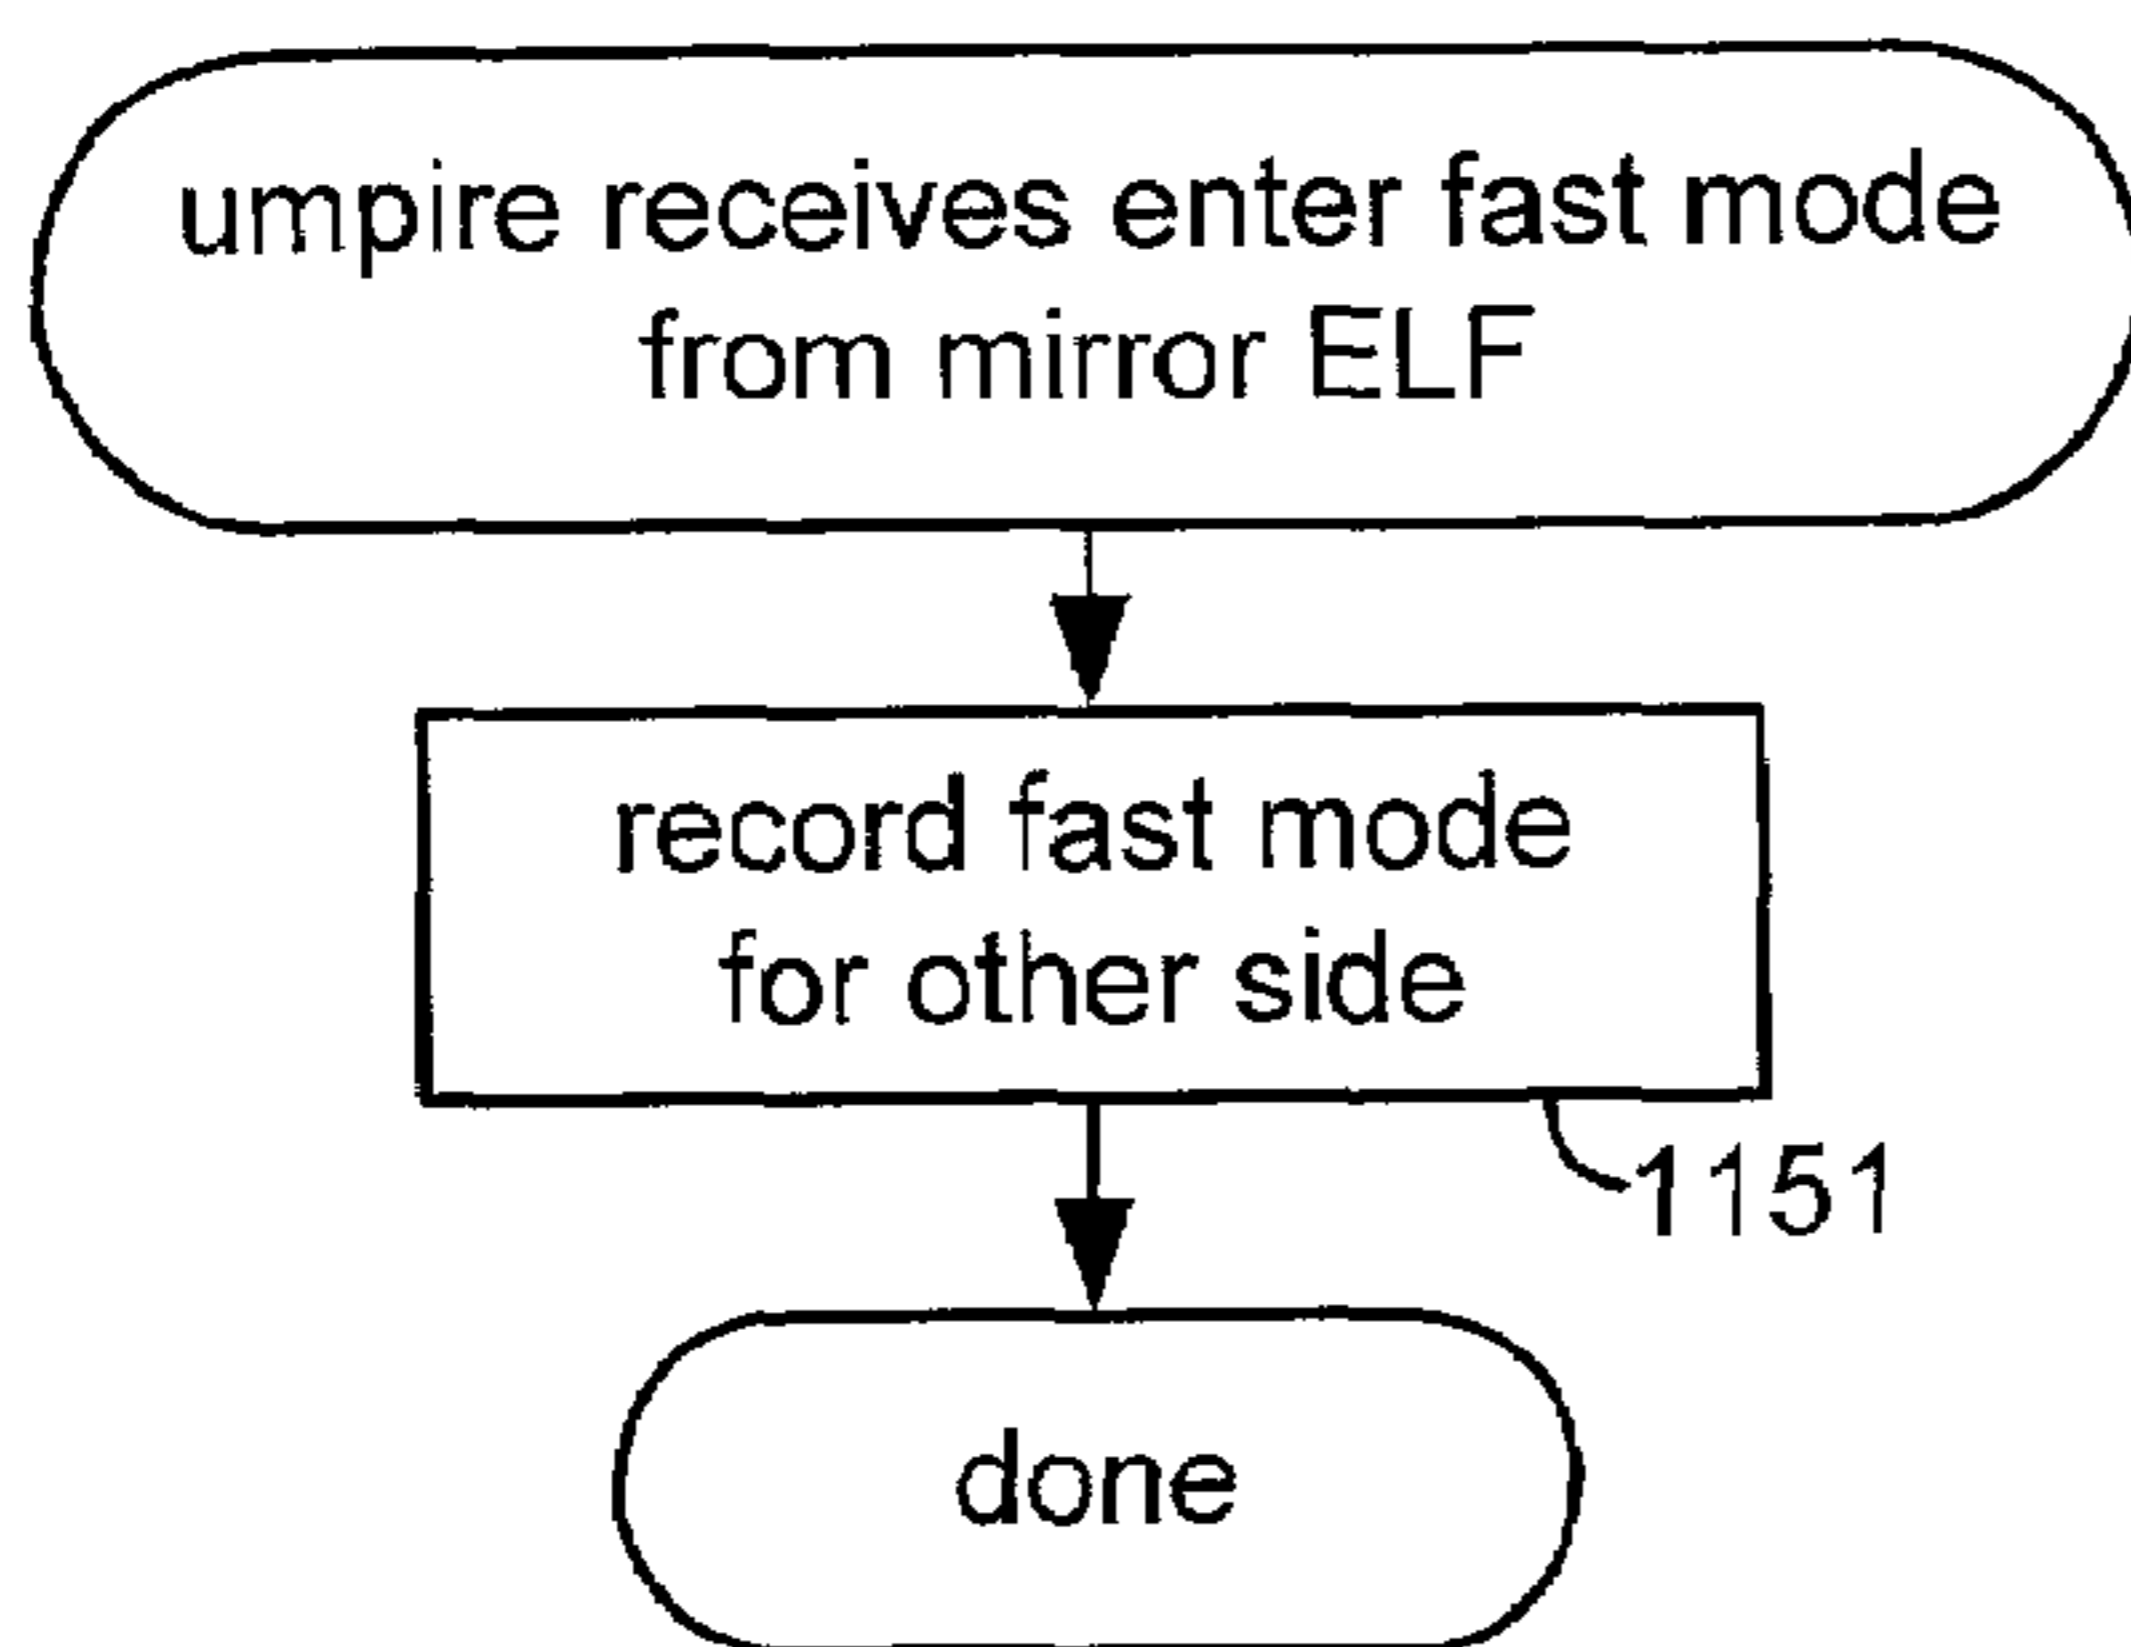 umpire receives enter fast mode
from mirror ELF
record fast mode
for other side
1151
done